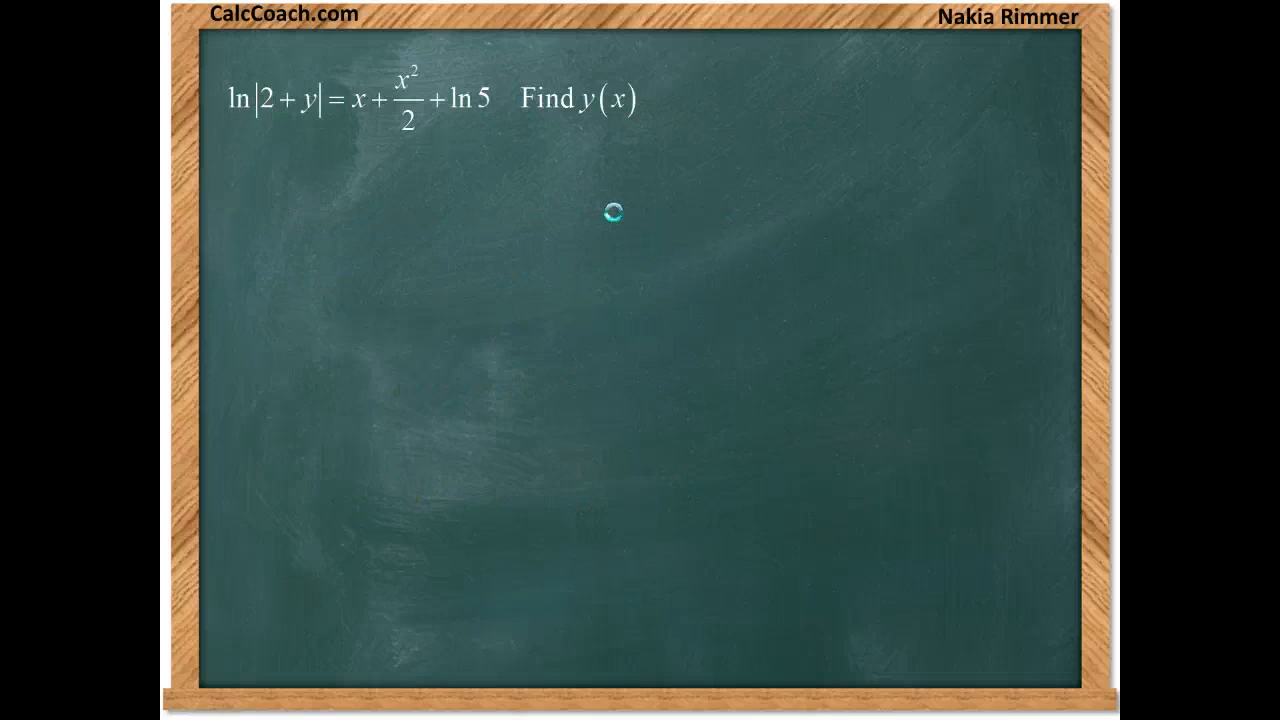 CalcCoach.com
Nakia Rimmer
ln|2 + y| = x + x²/2 + ln 5 Find y(x)